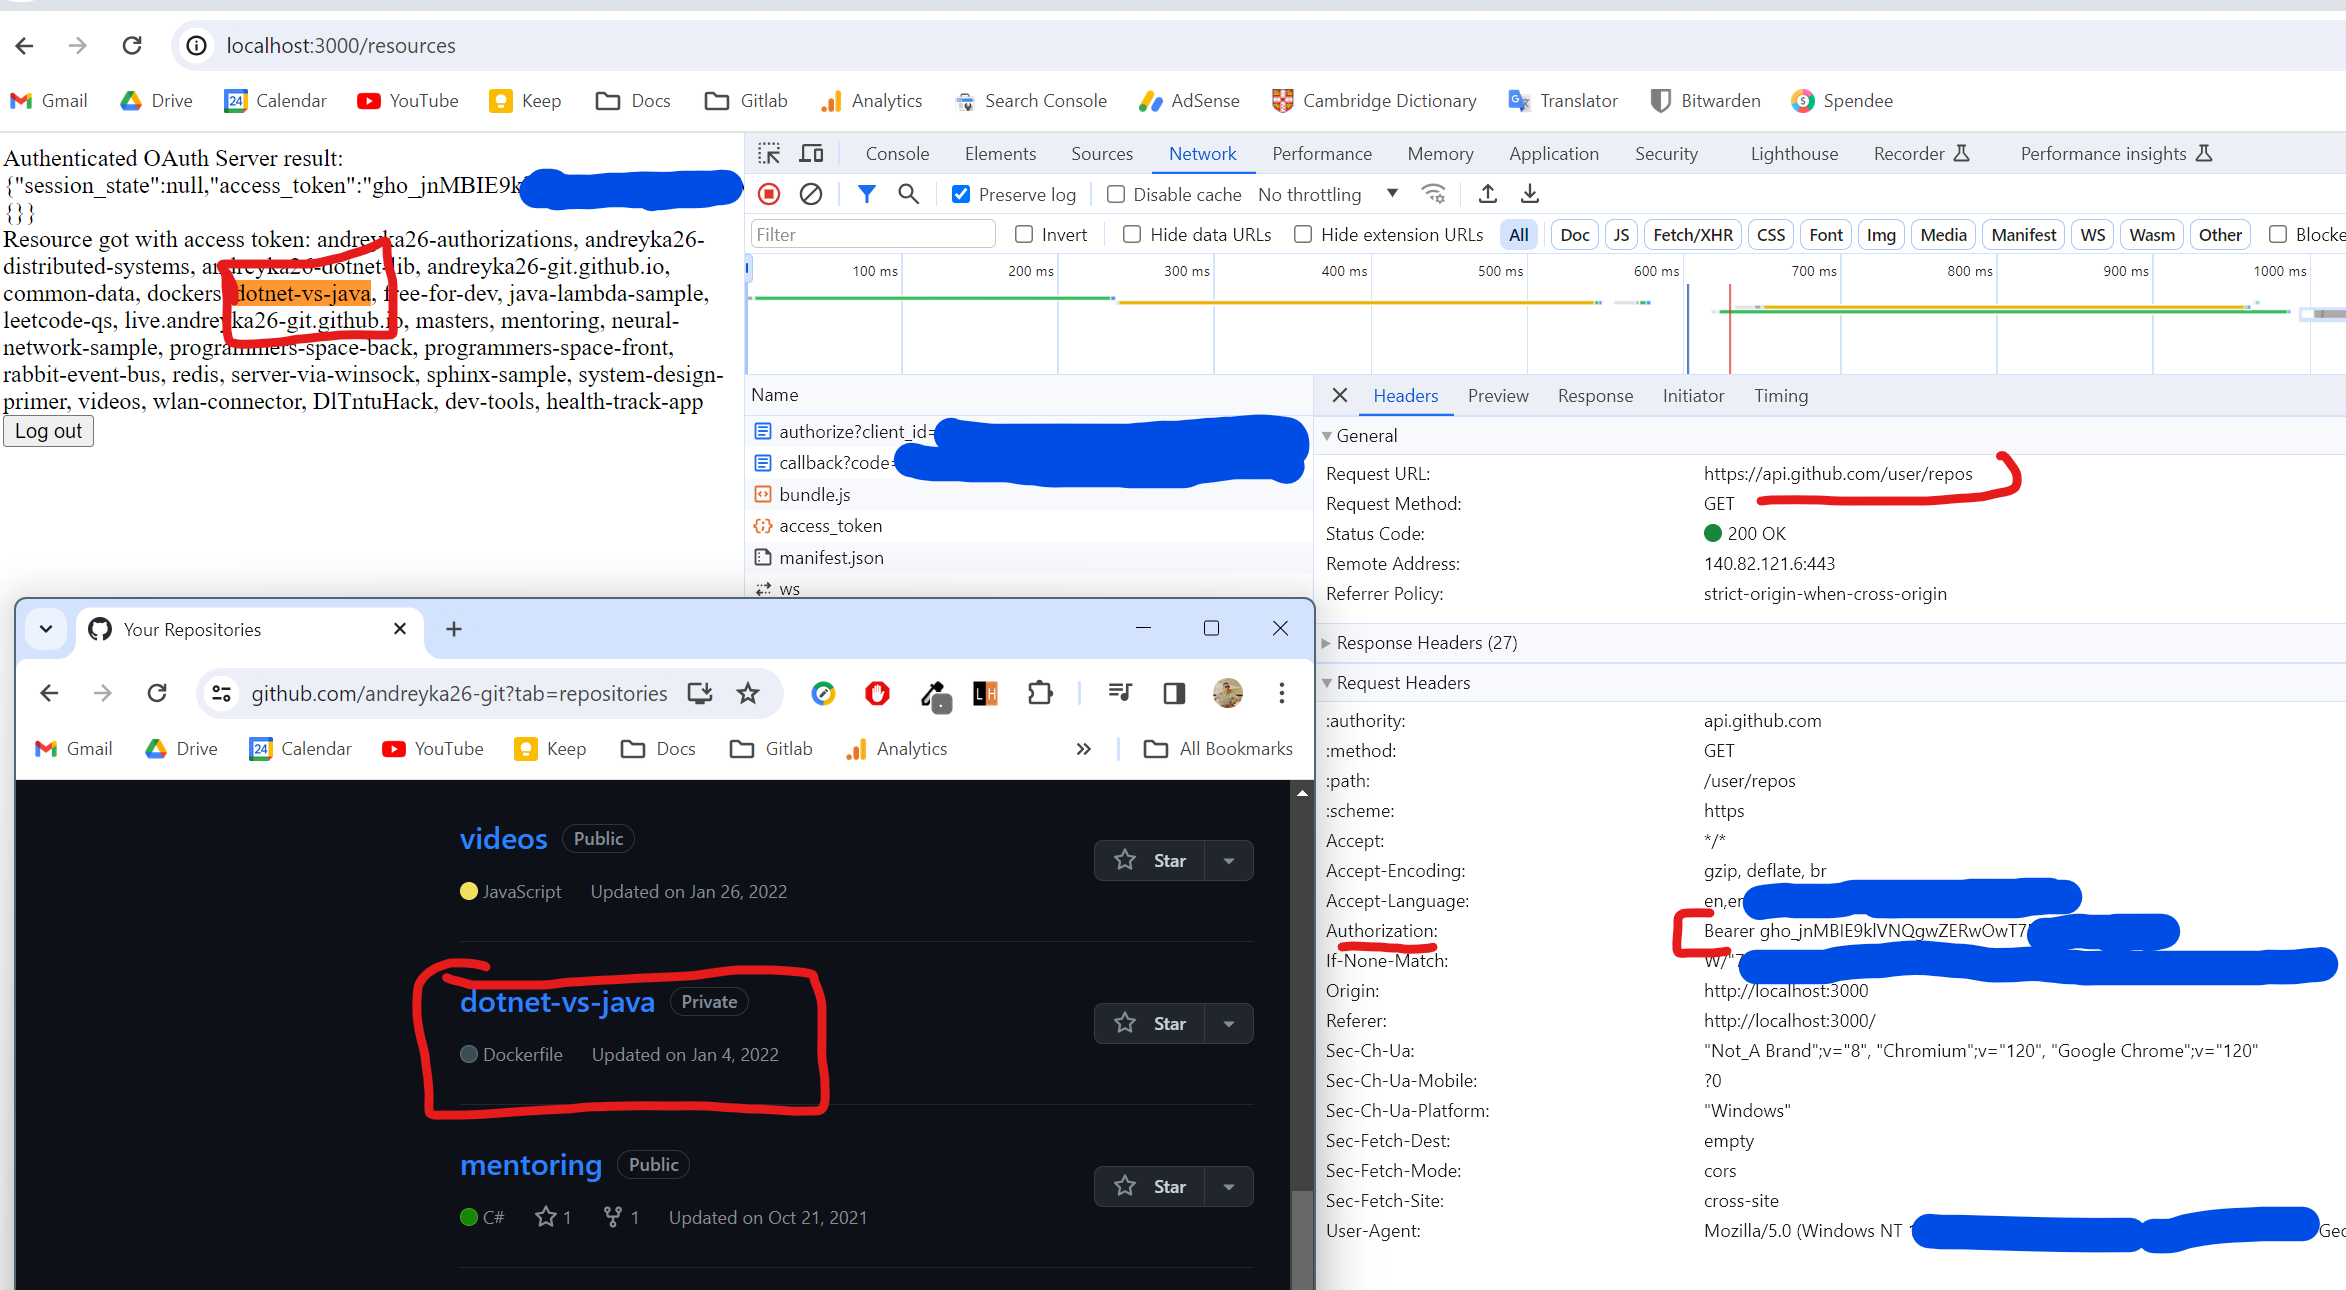 localhost:3000/resources
Gmail Drive Calendar YouTube Keep Docs Gitlab Analytics Search Console AdSense Cambridge Dictionary Translator Bitwarden Spendee
Authenticated OAuth Server result:
{"session_state":null,"access_token":"gho_jnMBIE9k
{}}
Resource got with access token: andreyka26-authorizations, andreyka26-
distributed-systems, andreyka26-dotnet-lib, andreyka26-git.github.io,
common-data, dockers, dotnet-vs-java, free-for-dev, java-lambda-sample,
leetcode-qs, live.andreyka26-git.github.io, masters, mentoring, neural-
network-sample, programmers-space-back, programmers-space-front,
rabbit-event-bus, redis, server-via-winsock, sphinx-sample, system-design-
primer, videos, wlan-connector, DlTntuHack, dev-tools, health-track-app
Log out
Console Elements Sources Network Performance Memory Application Security Lighthouse Recorder Performance insights
Preserve log Disable cache No throttling
Filter Invert Hide data URLs Hide extension URLs All Doc JS Fetch/XHR CSS Font Img Media Manifest WS Wasm Other Blocke
100 ms 200 ms 300 ms 400 ms 500 ms 600 ms 700 ms 800 ms 900 ms 1000 ms
Name
authorize?client_id=
callback?code=
bundle.js
access_token
manifest.json
ws
Headers Preview Response Initiator Timing
General
Request URL: https://api.github.com/user/repos
Request Method: GET
Status Code: 200 OK
Remote Address: 140.82.121.6:443
Referrer Policy: strict-origin-when-cross-origin
Response Headers (27)
Request Headers
:authority: api.github.com
:method: GET
:path: /user/repos
:scheme: https
Accept: */*
Accept-Encoding: gzip, deflate, br
Accept-Language: en,en
Authorization: Bearer gho_jnMBIE9klVNQgwZERwOwT7
If-None-Match: W/"7
Origin: http://localhost:3000
Referer: http://localhost:3000/
Sec-Ch-Ua: "Not_A Brand";v="8", "Chromium";v="120", "Google Chrome";v="120"
Sec-Ch-Ua-Mobile: ?0
Sec-Ch-Ua-Platform: "Windows"
Sec-Fetch-Dest: empty
Sec-Fetch-Mode: cors
Sec-Fetch-Site: cross-site
User-Agent: Mozilla/5.0 (Windows NT
Your Repositories
github.com/andreyka26-git?tab=repositories
Gmail Drive Calendar YouTube Keep Docs Gitlab Analytics » All Bookmarks
videos Public
Star
JavaScript Updated on Jan 26, 2022
dotnet-vs-java Private
Star
Dockerfile Updated on Jan 4, 2022
mentoring Public
Star
C# 1 1 Updated on Oct 21, 2021